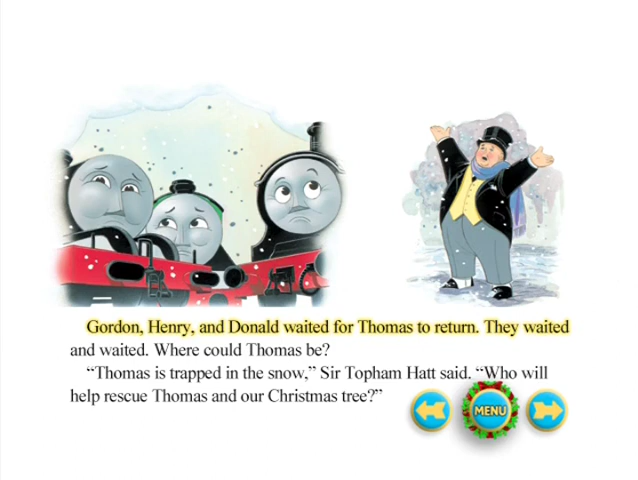 Gordon, Henry, and Donald waited for Thomas to return. They waited
and waited. Where could Thomas be?
“Thomas is trapped in the snow,” Sir Topham Hatt said. “Who will
help rescue Thomas and our Christmas tree?”
MENU